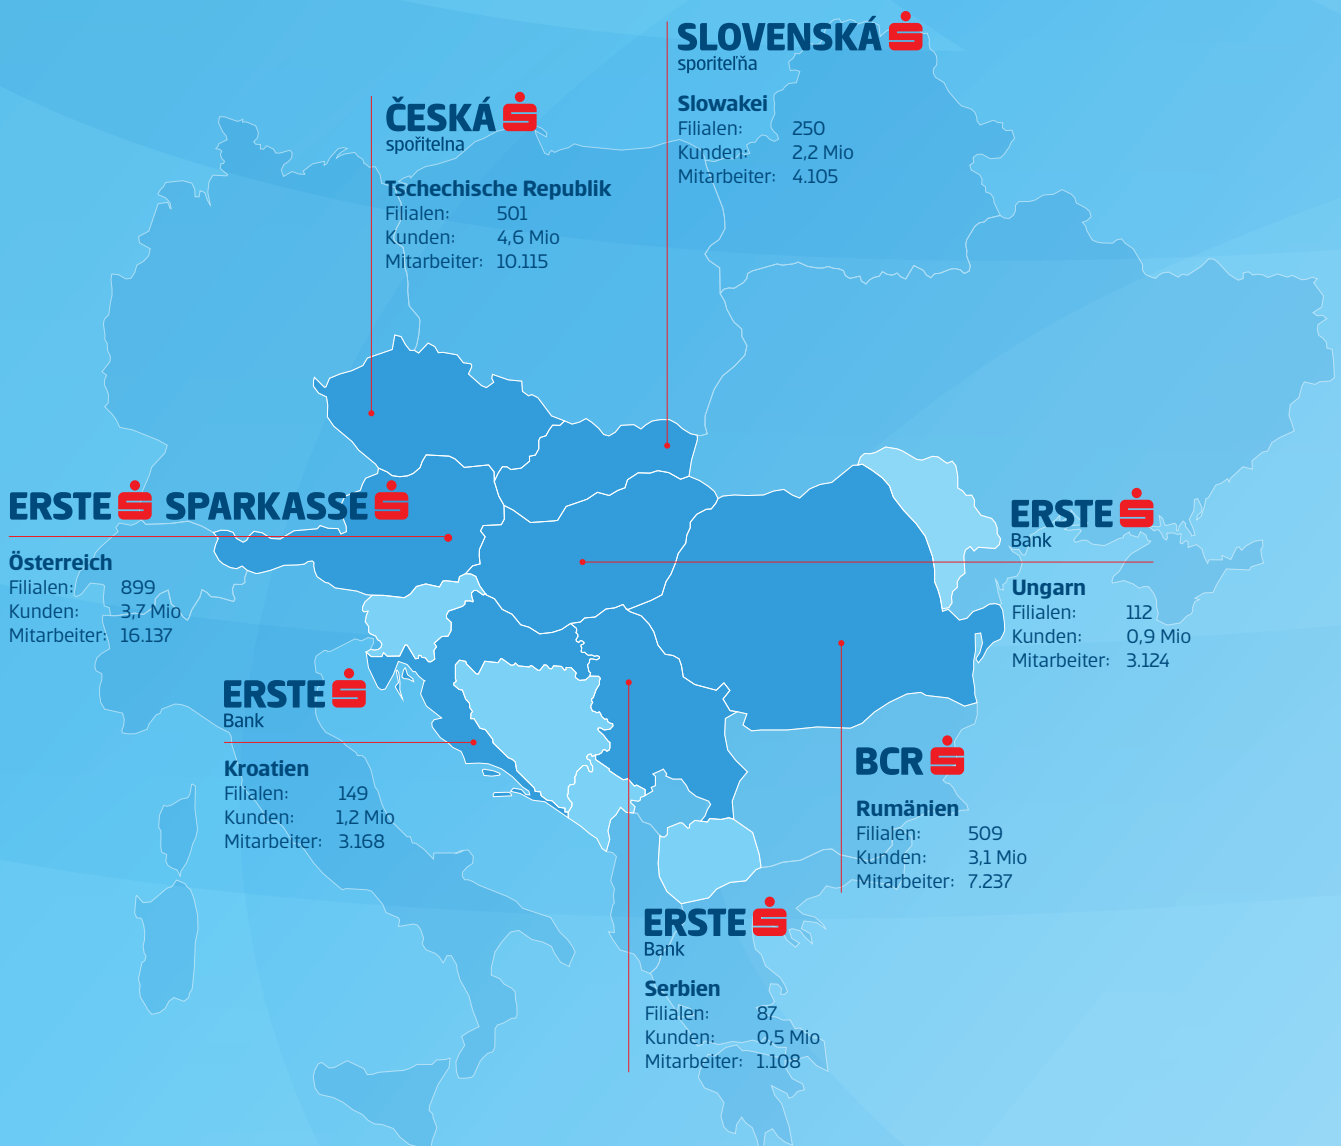 SLOVENSKÁ
sporiteľňa
Slowakei
Filialen: 250
Kunden: 2,2 Mio
Mitarbeiter: 4.105
ČESKÁ
spořitelna
Tschechische Republik
Filialen: 501
Kunden: 4,6 Mio
Mitarbeiter: 10.115
ERSTE SPARKASSE
Österreich
Filialen: 899
Kunden: 3,7 Mio
Mitarbeiter: 16.137
ERSTE
Bank
Ungarn
Filialen: 112
Kunden: 0,9 Mio
Mitarbeiter: 3.124
ERSTE
Bank
Kroatien
Filialen: 149
Kunden: 1,2 Mio
Mitarbeiter: 3.168
BCR
Rumänien
Filialen: 509
Kunden: 3,1 Mio
Mitarbeiter: 7.237
ERSTE
Bank
Serbien
Filialen: 87
Kunden: 0,5 Mio
Mitarbeiter: 1.108